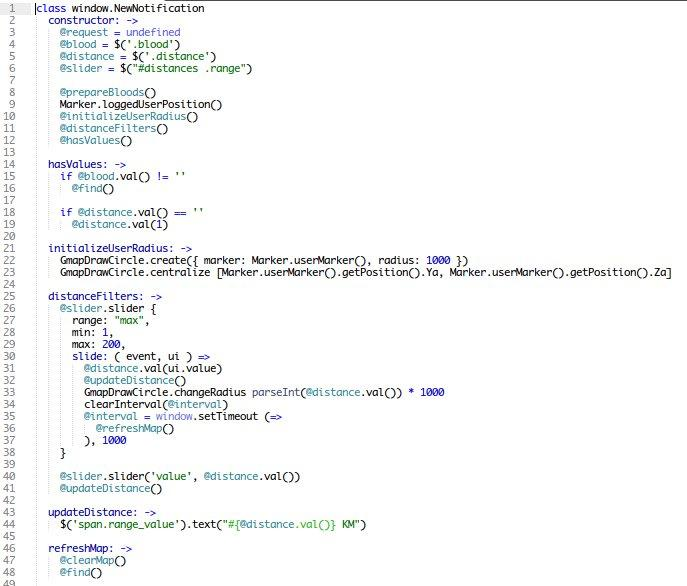 1 class window.NewNotification
2   constructor: ->
3     @request = undefined
4     @blood = $('.blood')
5     @distance = $('.distance')
6     @slider = $("#distances .range")
7
8     @prepareBloods()
9     Marker.loggedUserPosition()
10     @initializeUserRadius()
11     @distanceFilters()
12     @hasValues()
13
14   hasValues: ->
15     if @blood.val() != ''
16       @find()
17
18     if @distance.val() == ''
19       @distance.val(1)
20
21   initializeUserRadius: ->
22     GmapDrawCircle.create({ marker: Marker.userMarker(), radius: 1000 })
23     GmapDrawCircle.centralize [Marker.userMarker().getPosition().Ya, Marker.userMarker().getPosition().Za]
24
25   distanceFilters: ->
26     @slider.slider {
27       range: "max",
28       min: 1,
29       max: 200,
30       slide: ( event, ui ) =>
31         @distance.val(ui.value)
32         @updateDistance()
33         GmapDrawCircle.changeRadius parseInt(@distance.val()) * 1000
34         clearInterval(@interval)
35         @interval = window.setTimeout (=>
36           @refreshMap()
37         ), 1000
38     }
39
40     @slider.slider('value', @distance.val())
41     @updateDistance()
42
43   updateDistance: ->
44     $('span.range_value').text("#{@distance.val()} KM")
45
46   refreshMap: ->
47     @clearMap()
48     @find()
49